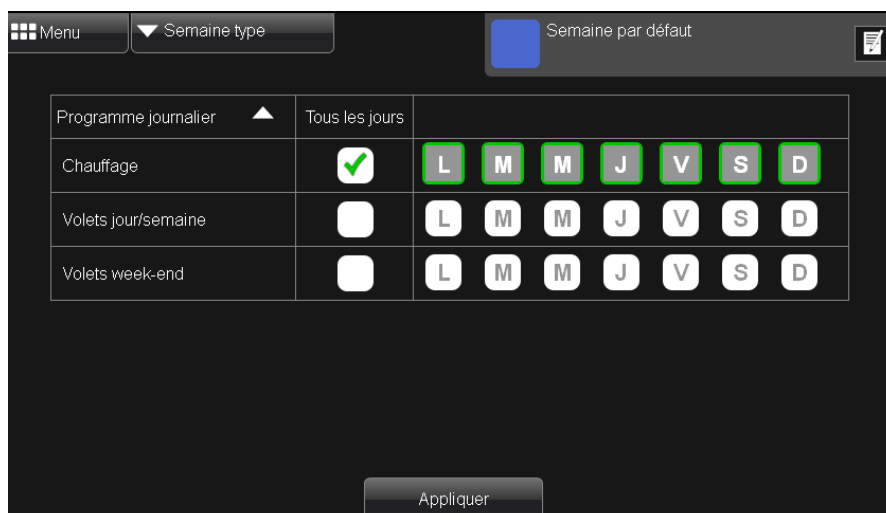 Menu
Semaine type
Semaine par défaut
Programme journalier
Tous les jours
Chauffage
L M M J V S D
Volets jour/semaine
L M M J V S D
Volets week-end
L M M J V S D
Appliquer